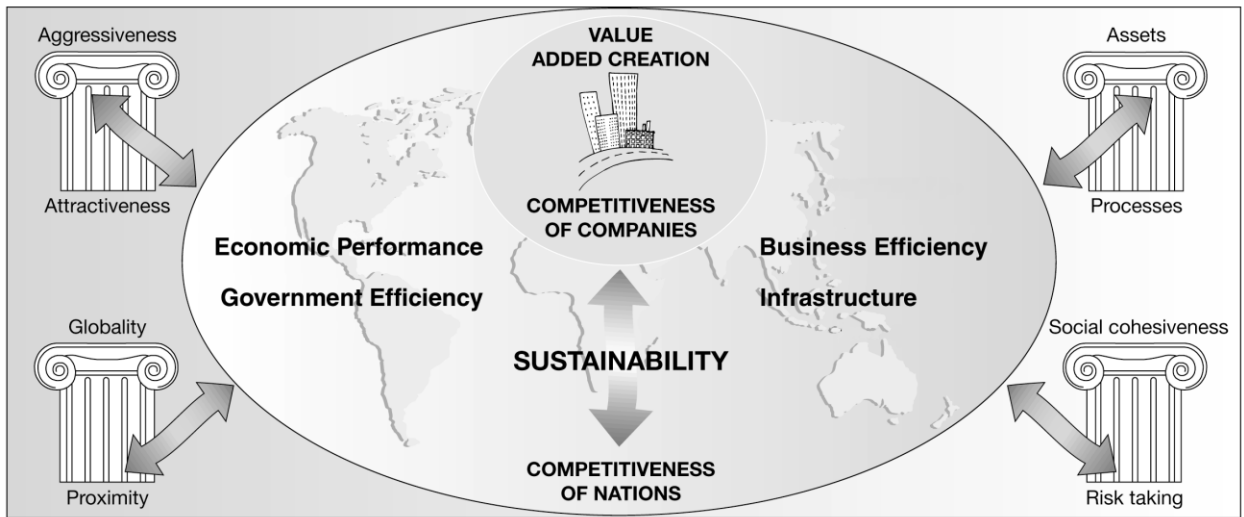 Aggressiveness
Attractiveness
Globality
Proximity
VALUE
ADDED CREATION
COMPETITIVENESS
OF COMPANIES
Economic Performance
Government Efficiency
Business Efficiency
Infrastructure
SUSTAINABILITY
COMPETITIVENESS
OF NATIONS
Assets
Processes
Social cohesiveness
Risk taking